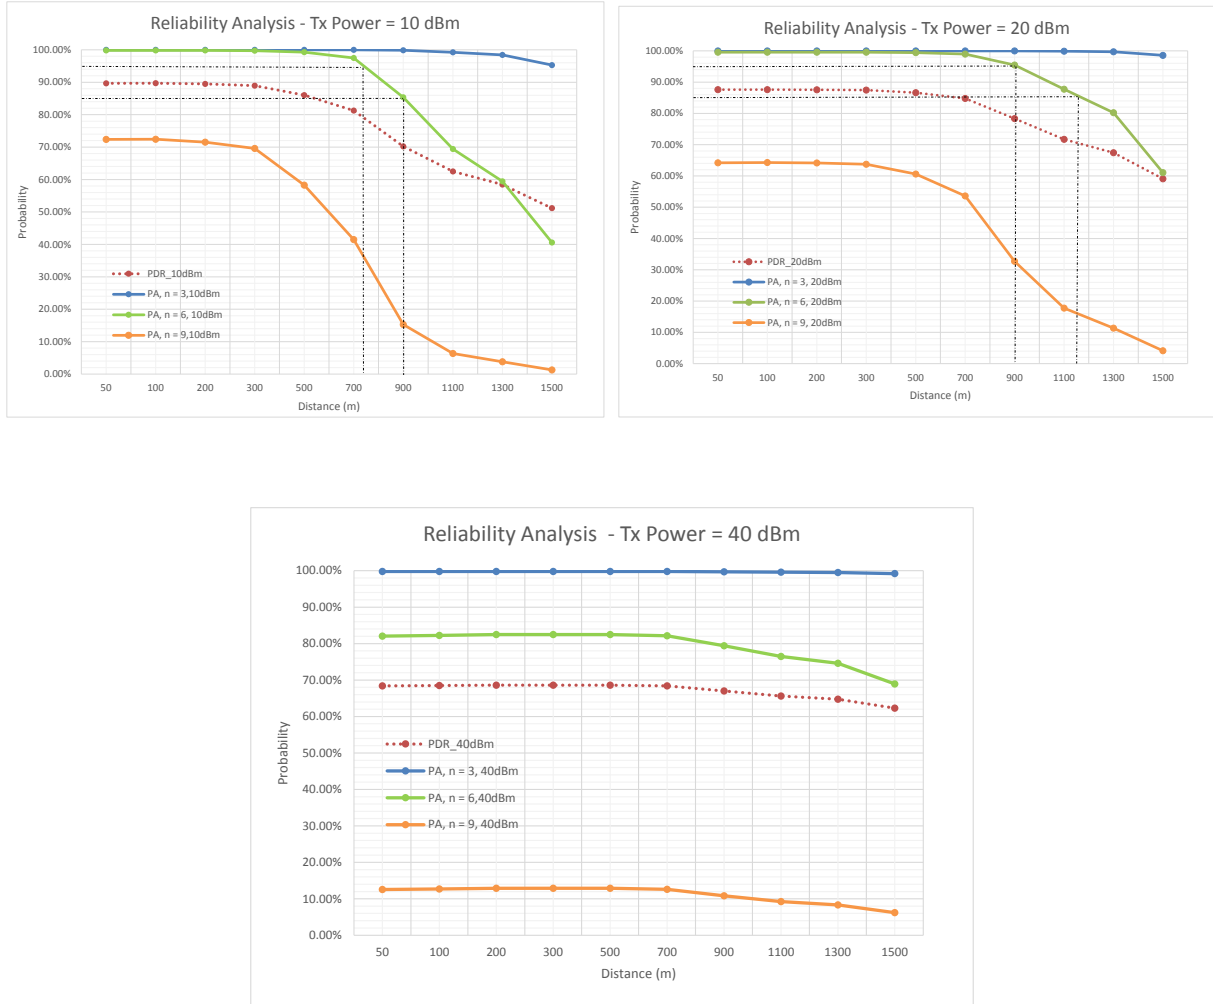 Reliability Analysis - Tx Power = 10 dBm
100.00%
90.00%
80.00%
70.00%
60.00%
50.00%
40.00%
30.00%
20.00%
10.00%
0.00%
Probability
PDR_10dBm
PA, n = 3,10dBm
PA, n = 6, 10dBm
PA, n = 9,10dBm
50 100 200 300 500 700 900 1100 1300 1500
Distance (m)
Reliability Analysis - Tx Power = 20 dBm
100.00%
90.00%
80.00%
70.00%
60.00%
50.00%
40.00%
30.00%
20.00%
10.00%
0.00%
Probability
PDR_20dBm
PA, n = 3, 20dBm
PA, n = 6, 20dBm
PA, n = 9, 20dBm
50 100 200 300 500 700 900 1100 1300 1500
Distance (m)
Reliability Analysis - Tx Power = 40 dBm
100.00%
90.00%
80.00%
70.00%
60.00%
50.00%
40.00%
30.00%
20.00%
10.00%
0.00%
Probability
PDR_40dBm
PA, n = 3, 40dBm
PA, n = 6,40dBm
PA, n = 9, 40dBm
50 100 200 300 500 700 900 1100 1300 1500
Distance (m)